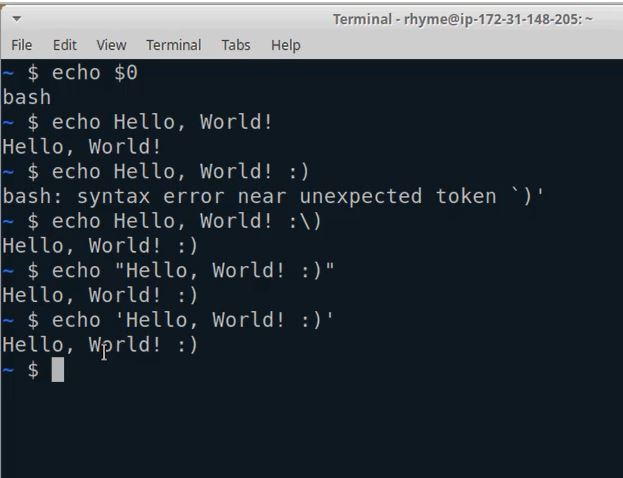 Terminal - rhyme@ip-172-31-148-205: ~
File Edit View Terminal Tabs Help
~ $ echo $0
bash
~ $ echo Hello, World!
Hello, World!
~ $ echo Hello, World! :)
bash: syntax error near unexpected token `)'
~ $ echo Hello, World! :\)
Hello, World! :)
~ $ echo "Hello, World! :)"
Hello, World! :)
~ $ echo 'Hello, World! :)'
Hello, World! :)
~ $